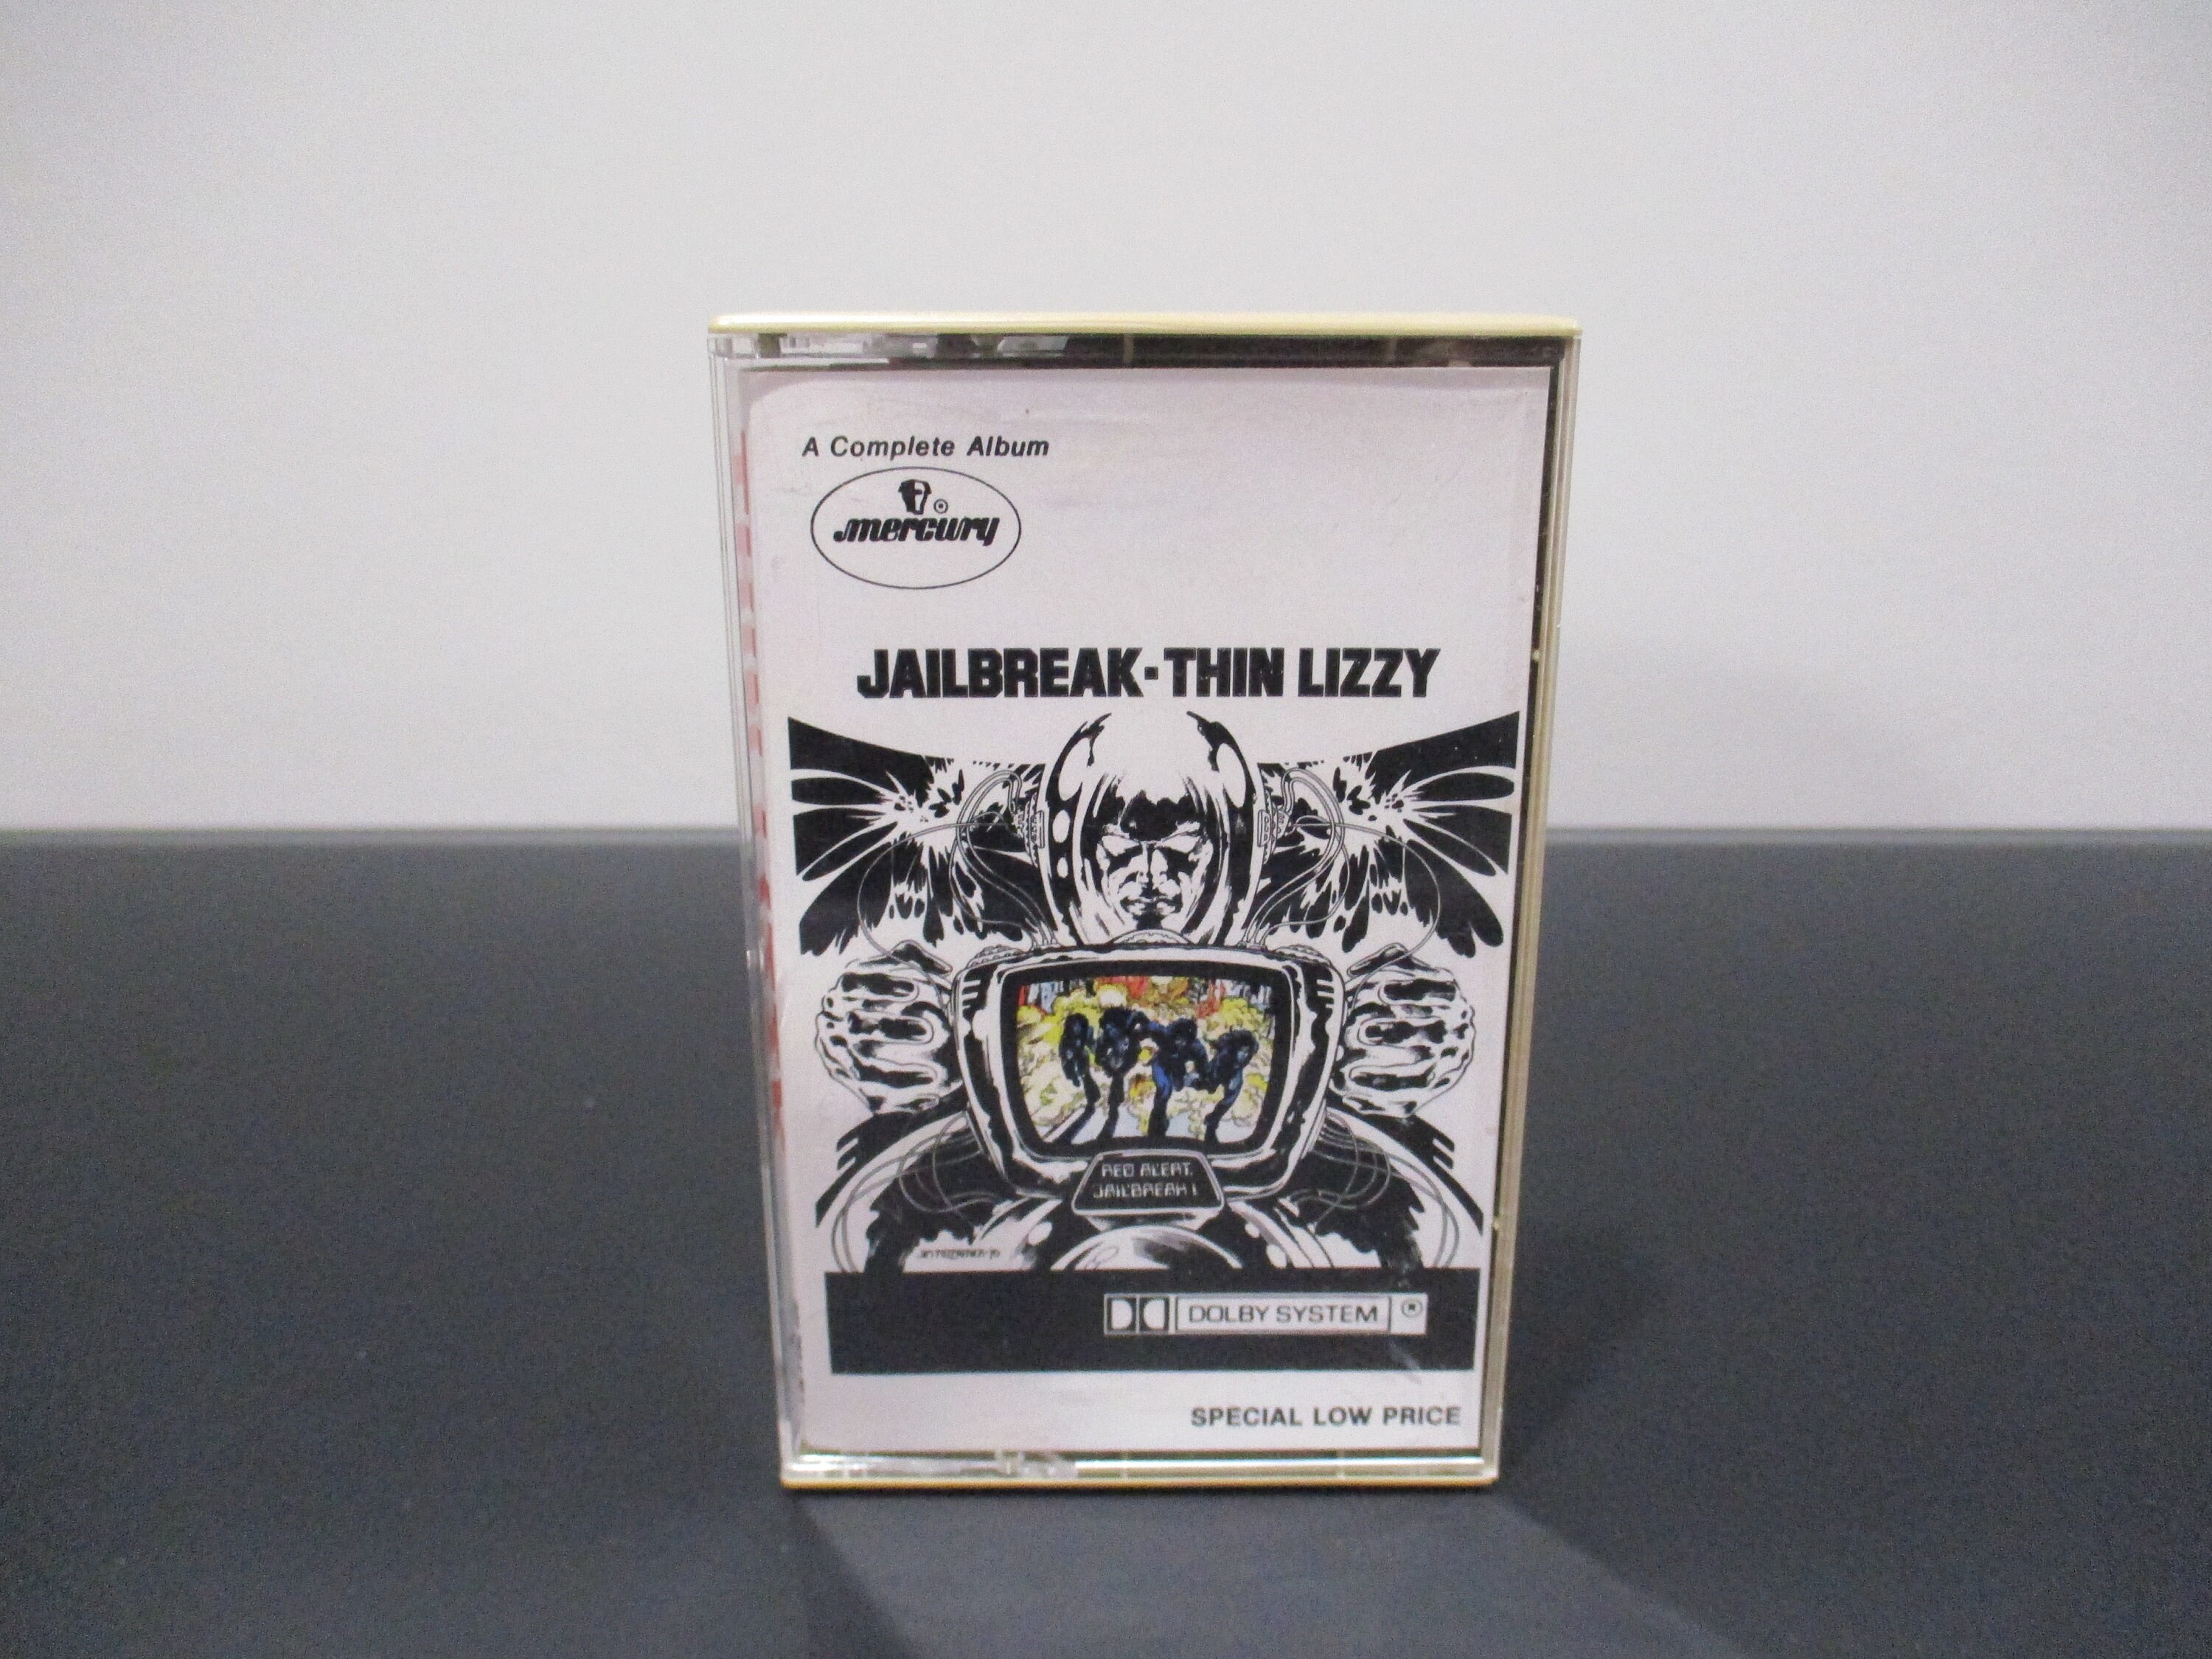 A Complete Album
mercury ®
JAILBREAK·THIN LIZZY
RED ALERT.
JAILBREAK!
DOLBY SYSTEM ®
SPECIAL LOW PRICE